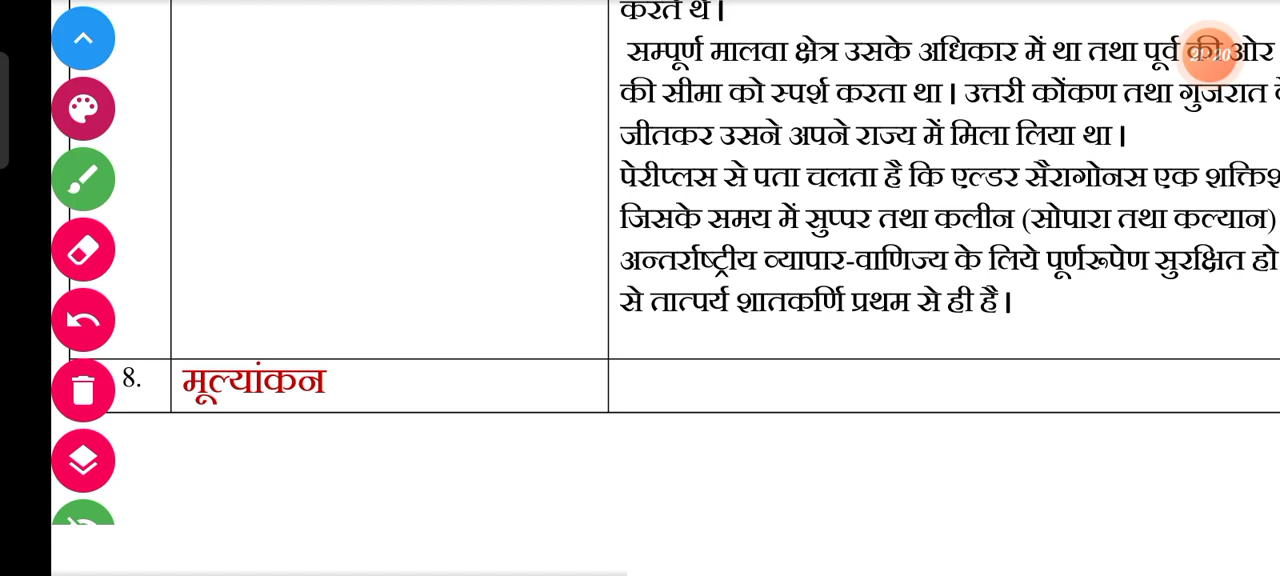 करते थे।
सम्पूर्ण मालवा क्षेत्र उसके अधिकार में था तथा पूर्व की ओर
की सीमा को स्पर्श करता था। उत्तरी कोंकण तथा गुजरात
जीतकर उसने अपने राज्य में मिला लिया था।
पेरीप्लस से पता चलता है कि एल्डर सैरागोनस एक
जिसके समय में सुप्पर तथा कलीन (सोपारा तथा कल्यान)
अन्तर्राष्ट्रीय व्यापार-वाणिज्य के लिये पूर्णरूपेण सुरक्षित हो
से तात्पर्य शातकर्णि प्रथम से ही है।
8. मूल्यांकन